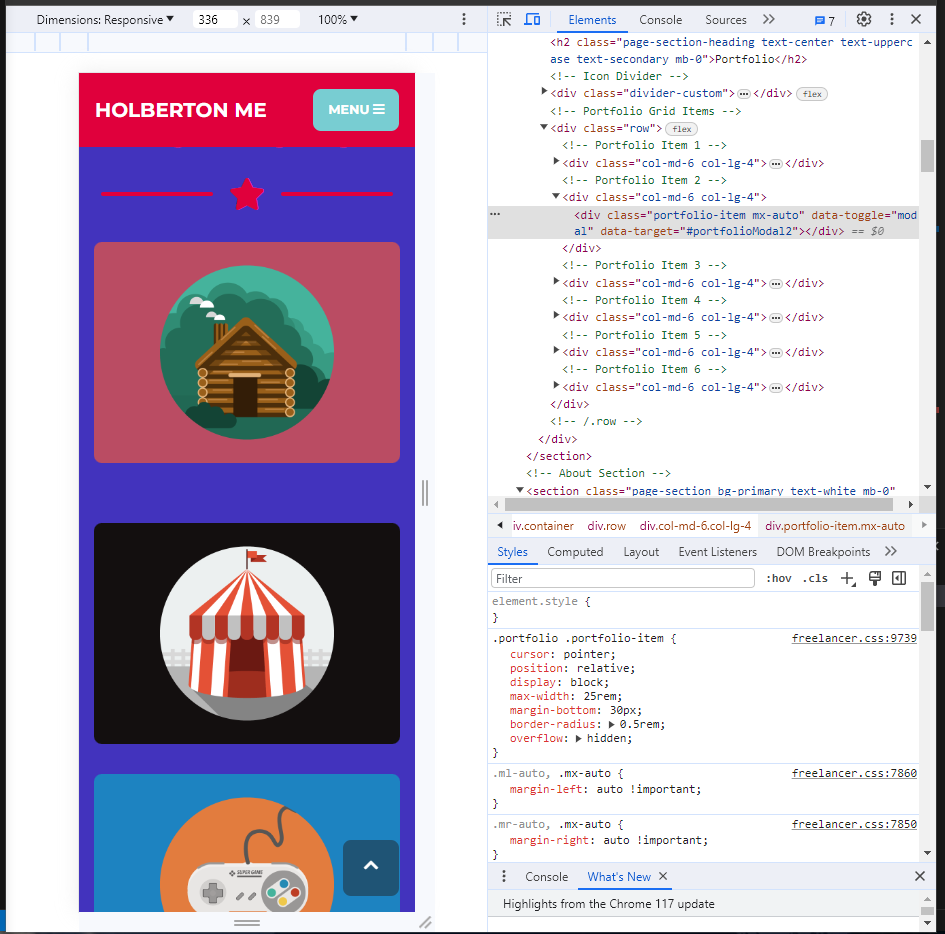 Dimensions: Responsive ▼ 336 × 839 100% ▼
HOLBERTON ME
MENU ☰
SUPER GAME
Elements Console Sources » 7
<h2 class="page-section-heading text-center text-upperc
ase text-secondary mb-0">Portfolio</h2>
<!-- Icon Divider -->
▶<div class="divider-custom">…</div> flex
<!-- Portfolio Grid Items -->
▼<div class="row"> flex
<!-- Portfolio Item 1 -->
▶<div class="col-md-6 col-lg-4">…</div>
<!-- Portfolio Item 2 -->
▼<div class="col-md-6 col-lg-4">
… <div class="portfolio-item mx-auto" data-toggle="mod
al" data-target="#portfolioModal2"></div> == $0
</div>
<!-- Portfolio Item 3 -->
▶<div class="col-md-6 col-lg-4">…</div>
<!-- Portfolio Item 4 -->
▶<div class="col-md-6 col-lg-4">…</div>
<!-- Portfolio Item 5 -->
▶<div class="col-md-6 col-lg-4">…</div>
<!-- Portfolio Item 6 -->
▶<div class="col-md-6 col-lg-4">…</div>
</div>
<!-- /.row -->
</div>
</section>
<!-- About Section -->
▼<section class="page-section bg-primary text-white mb-0"
iv.container div.row div.col-md-6.col-lg-4 div.portfolio-item.mx-auto
Styles Computed Layout Event Listeners DOM Breakpoints »
Filter :hov .cls +
element.style {
}
.portfolio .portfolio-item { freelancer.css:9739
cursor: pointer;
position: relative;
display: block;
max-width: 25rem;
margin-bottom: 30px;
border-radius: ▶ 0.5rem;
overflow: ▶ hidden;
}
.ml-auto, .mx-auto { freelancer.css:7860
margin-left: auto !important;
}
.mr-auto, .mx-auto { freelancer.css:7850
margin-right: auto !important;
}
Console What's New ×
Highlights from the Chrome 117 update